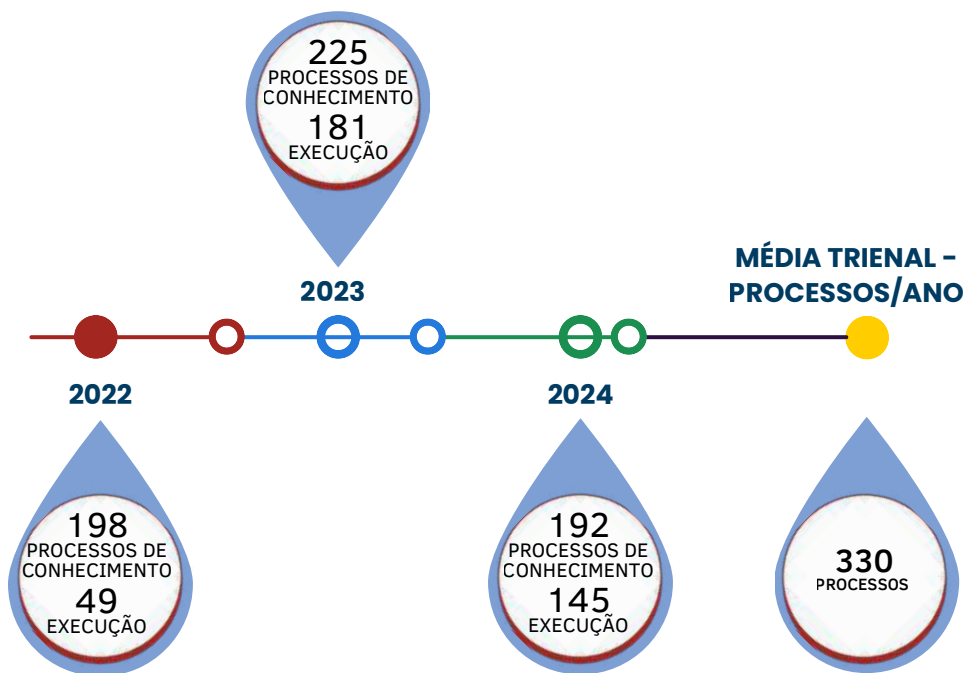 225
PROCESSOS DE
CONHECIMENTO
181
EXECUÇÃO
2023
MÉDIA TRIENAL -
PROCESSOS/ANO
2022
2024
198
PROCESSOS DE
CONHECIMENTO
49
EXECUÇÃO
192
PROCESSOS DE
CONHECIMENTO
145
EXECUÇÃO
330
PROCESSOS